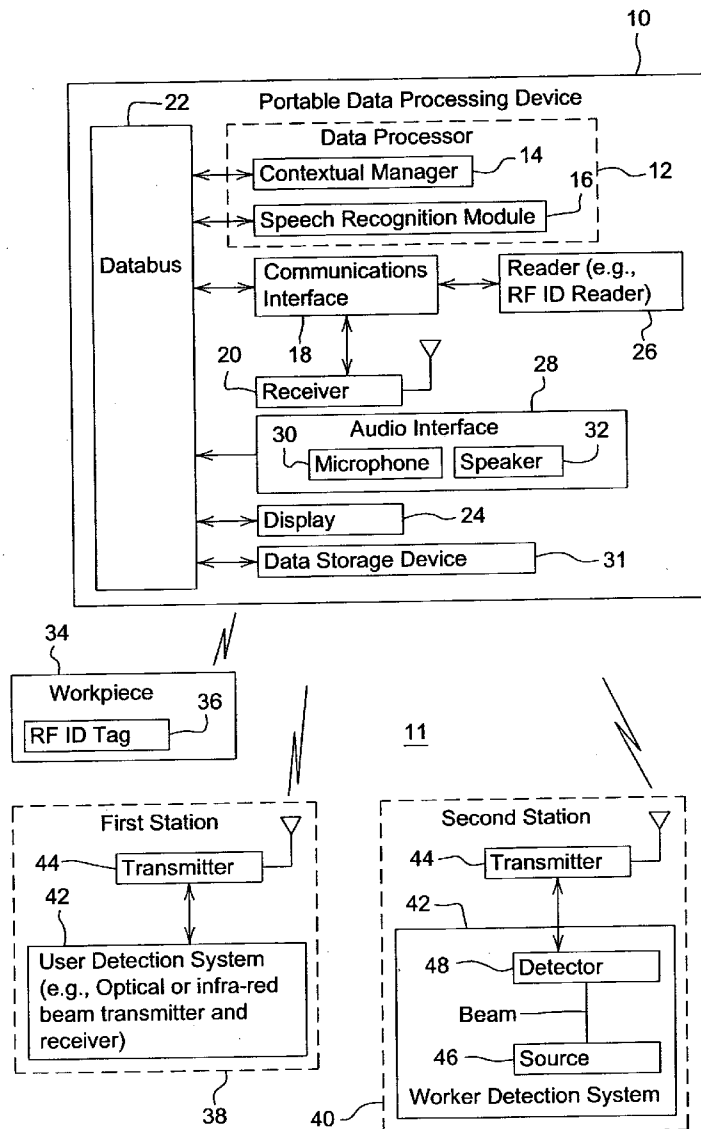 10
22
Portable Data Processing Device
Data Processor
Contextual Manager
14
12
Speech Recognition Module
16
Databus
Communications
Interface
Reader (e.g.,
RF ID Reader)
18
26
20
Receiver
28
Audio Interface
30
Microphone
Speaker
32
Display
24
Data Storage Device
31
34
Workpiece
RF ID Tag
36
11
First Station
44
Transmitter
42
User Detection System
(e.g., Optical or infra-red
beam transmitter and
receiver)
38
Second Station
44
Transmitter
42
48
Detector
Beam
46
Source
Worker Detection System
40